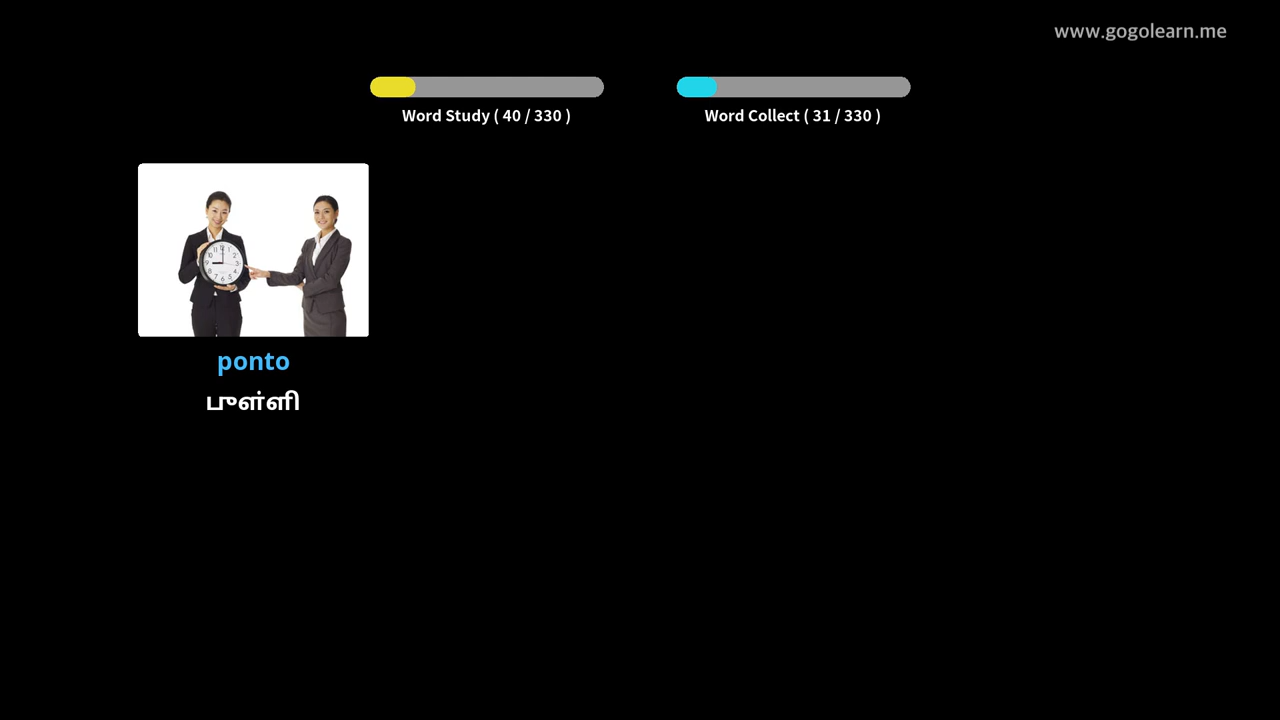 www.gogolearn.me
Word Study ( 40 / 330 )
Word Collect ( 31 / 330 )
ponto
புள்ளி